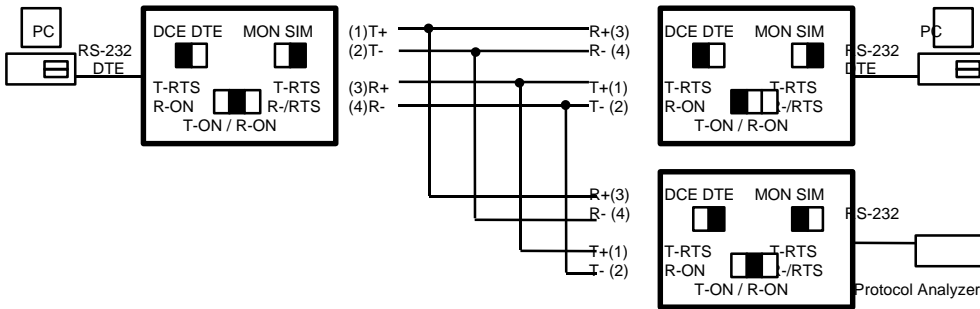 PC
RS-232
DTE
DCE DTE MON SIM
T-RTS T-RTS
R-ON R-/RTS
T-ON / R-ON
(1)T+
(2)T-
(3)R+
(4)R-
R+(3)
R- (4)
T+(1)
T- (2)
DCE DTE MON SIM
T-RTS T-RTS
R-ON R-/RTS
T-ON / R-ON
PC
RS-232
DTE
R+(3)
R- (4)
T+(1)
T- (2)
DCE DTE MON SIM
T-RTS T-RTS
R-ON R-/RTS
T-ON / R-ON
RS-232
Protocol Analyzer